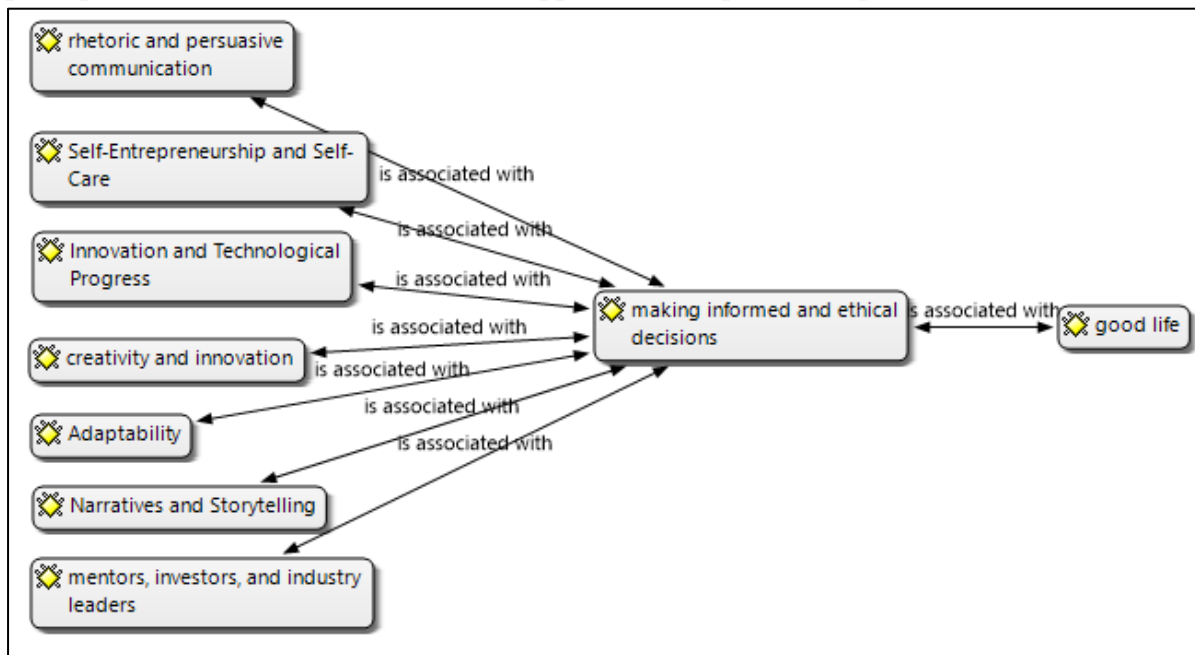 rhetoric and persuasive
communication
Self-Entrepreneurship and Self-
Care
is associated with
is associated with
Innovation and Technological
Progress
is associated with
making informed and ethical
decisions
is associated with
good life
is associated with
creativity and innovation
is associated with
Adaptability
is associated with
is associated with
Narratives and Storytelling
mentors, investors, and industry
leaders